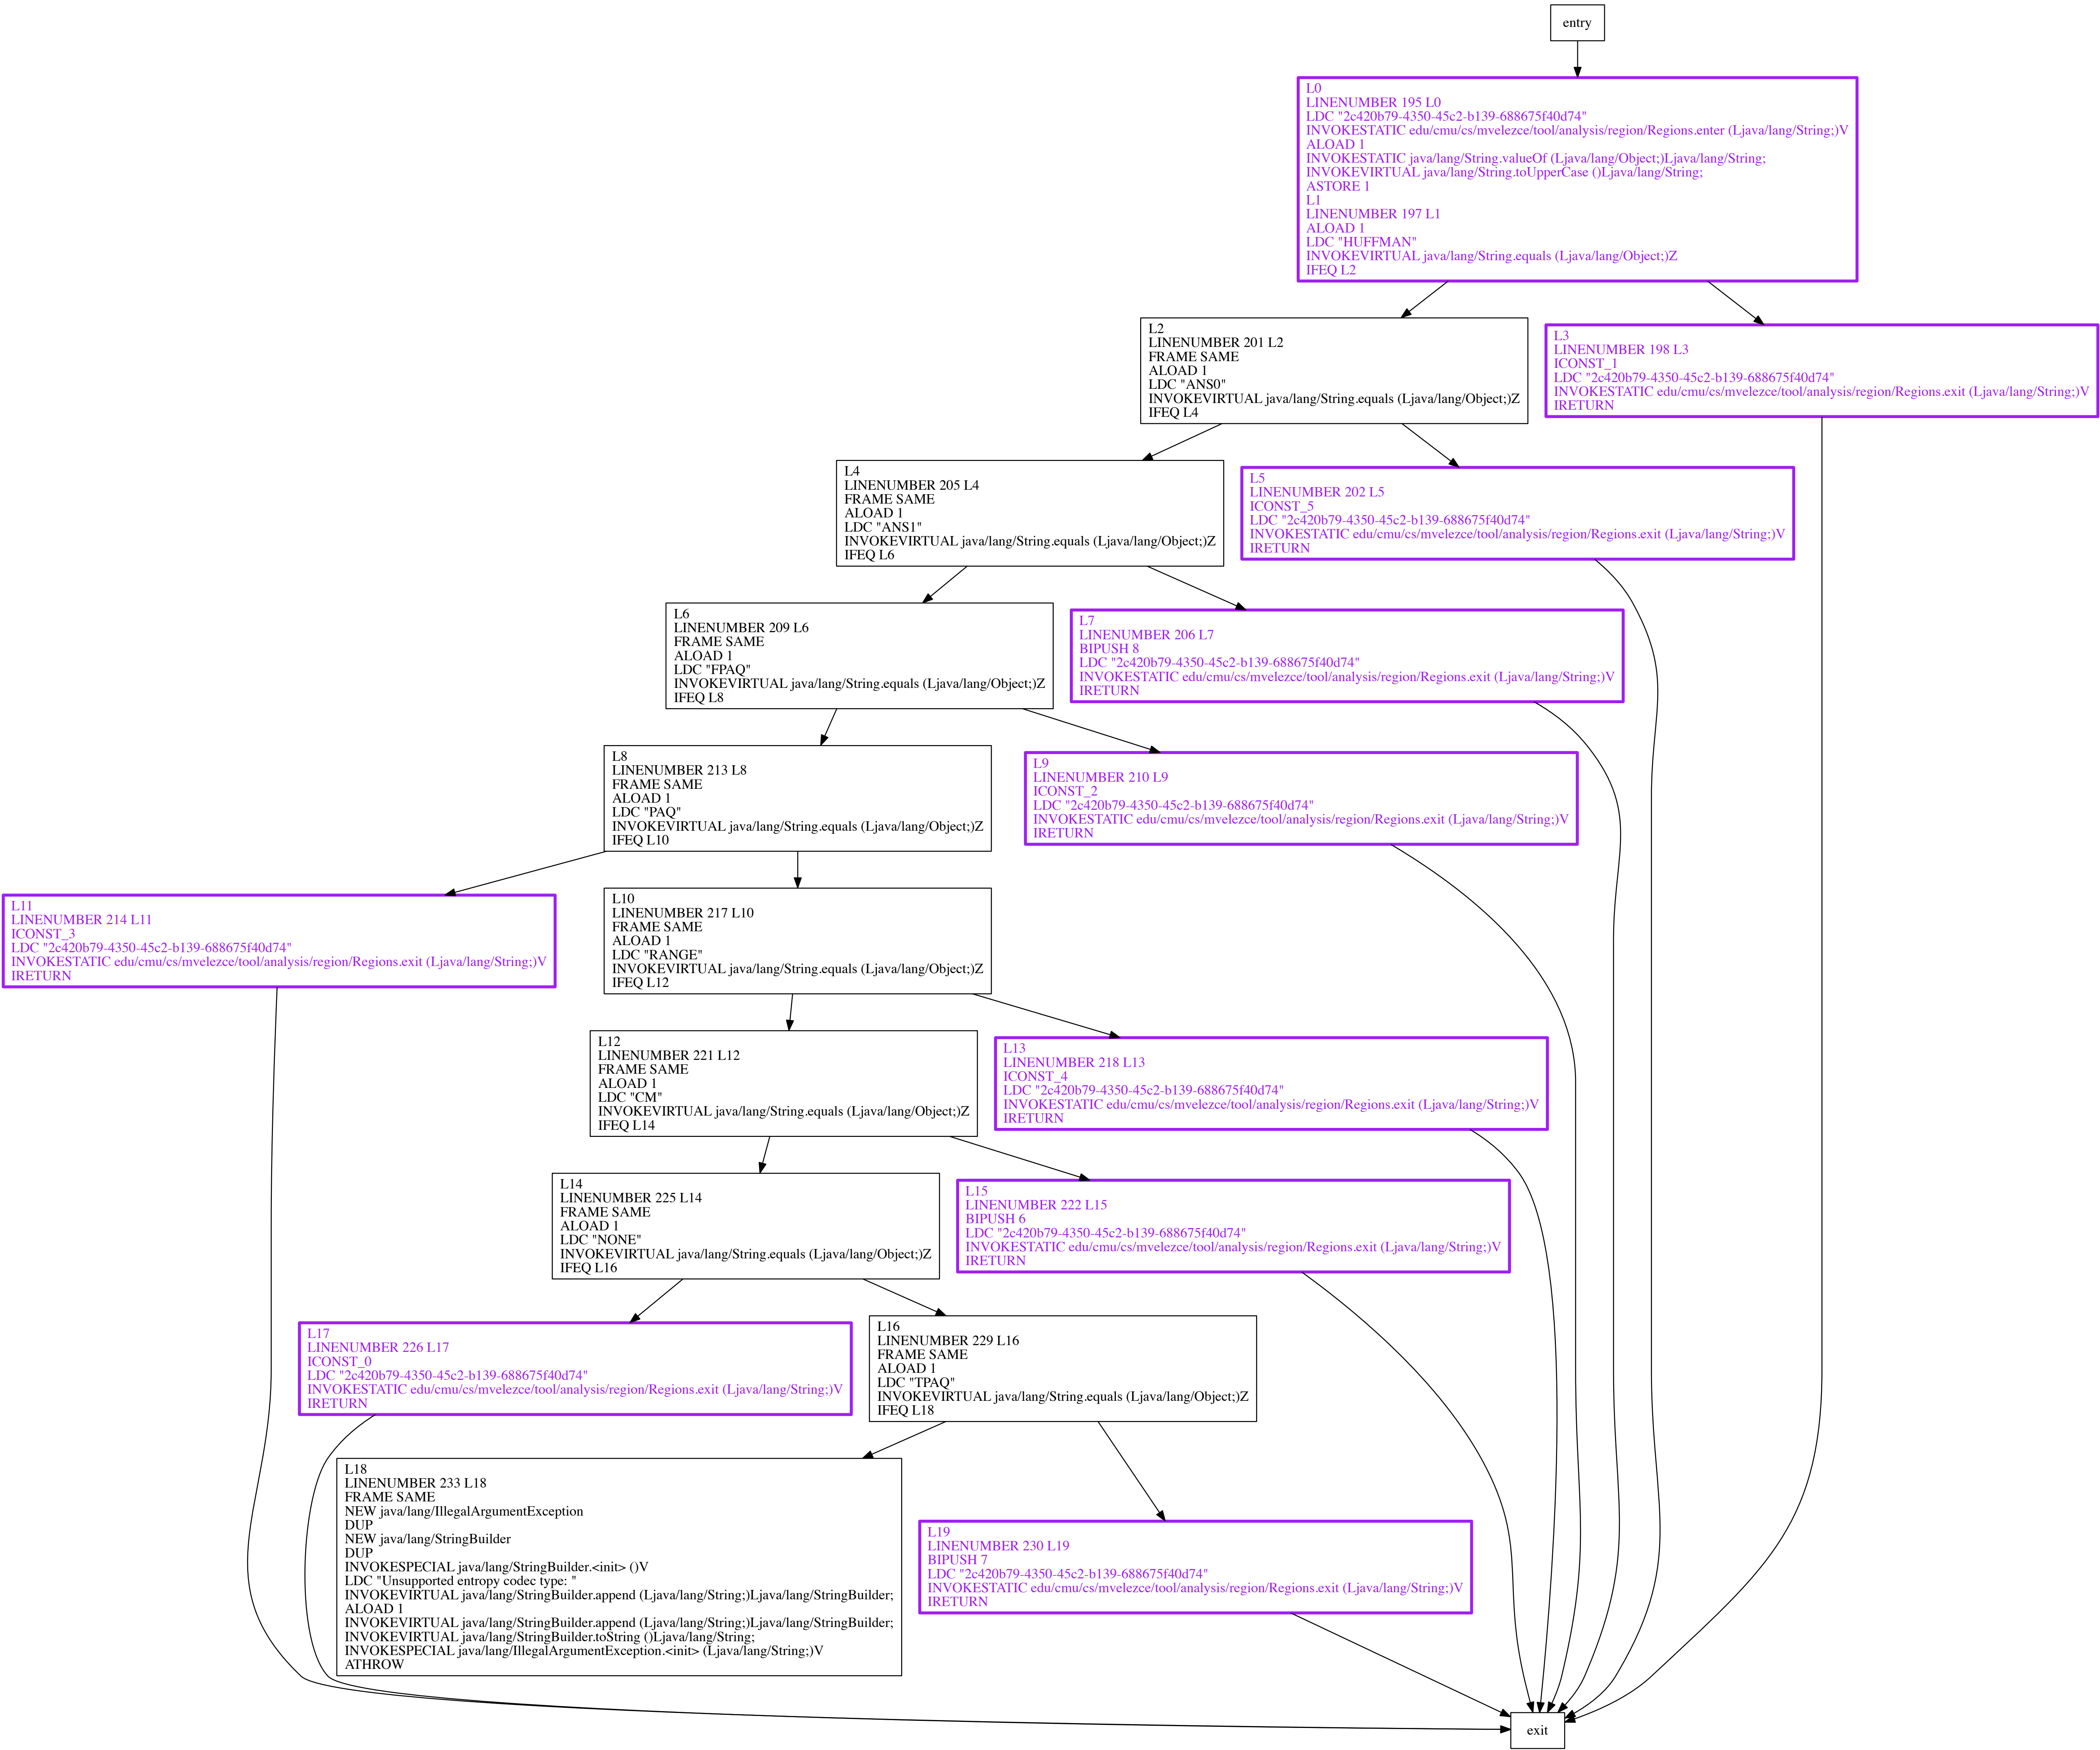 entry
L0
LINENUMBER 195 L0
LDC "2c420b79-4350-45c2-b139-688675f40d74"
INVOKESTATIC edu/cmu/cs/mvelezce/tool/analysis/region/Regions.enter (Ljava/lang/String;)V
ALOAD 1
INVOKESTATIC java/lang/String.valueOf (Ljava/lang/Object;)Ljava/lang/String;
INVOKEVIRTUAL java/lang/String.toUpperCase ()Ljava/lang/String;
ASTORE 1
L1
LINENUMBER 197 L1
ALOAD 1
LDC "HUFFMAN"
INVOKEVIRTUAL java/lang/String.equals (Ljava/lang/Object;)Z
IFEQ L2
L2
LINENUMBER 201 L2
FRAME SAME
ALOAD 1
LDC "ANS0"
INVOKEVIRTUAL java/lang/String.equals (Ljava/lang/Object;)Z
IFEQ L4
L3
LINENUMBER 198 L3
ICONST_1
LDC "2c420b79-4350-45c2-b139-688675f40d74"
INVOKESTATIC edu/cmu/cs/mvelezce/tool/analysis/region/Regions.exit (Ljava/lang/String;)V
IRETURN
L4
LINENUMBER 205 L4
FRAME SAME
ALOAD 1
LDC "ANS1"
INVOKEVIRTUAL java/lang/String.equals (Ljava/lang/Object;)Z
IFEQ L6
L5
LINENUMBER 202 L5
ICONST_5
LDC "2c420b79-4350-45c2-b139-688675f40d74"
INVOKESTATIC edu/cmu/cs/mvelezce/tool/analysis/region/Regions.exit (Ljava/lang/String;)V
IRETURN
L6
LINENUMBER 209 L6
FRAME SAME
ALOAD 1
LDC "FPAQ"
INVOKEVIRTUAL java/lang/String.equals (Ljava/lang/Object;)Z
IFEQ L8
L7
LINENUMBER 206 L7
BIPUSH 8
LDC "2c420b79-4350-45c2-b139-688675f40d74"
INVOKESTATIC edu/cmu/cs/mvelezce/tool/analysis/region/Regions.exit (Ljava/lang/String;)V
IRETURN
L8
LINENUMBER 213 L8
FRAME SAME
ALOAD 1
LDC "PAQ"
INVOKEVIRTUAL java/lang/String.equals (Ljava/lang/Object;)Z
IFEQ L10
L9
LINENUMBER 210 L9
ICONST_2
LDC "2c420b79-4350-45c2-b139-688675f40d74"
INVOKESTATIC edu/cmu/cs/mvelezce/tool/analysis/region/Regions.exit (Ljava/lang/String;)V
IRETURN
L11
LINENUMBER 214 L11
ICONST_3
LDC "2c420b79-4350-45c2-b139-688675f40d74"
INVOKESTATIC edu/cmu/cs/mvelezce/tool/analysis/region/Regions.exit (Ljava/lang/String;)V
IRETURN
L10
LINENUMBER 217 L10
FRAME SAME
ALOAD 1
LDC "RANGE"
INVOKEVIRTUAL java/lang/String.equals (Ljava/lang/Object;)Z
IFEQ L12
L12
LINENUMBER 221 L12
FRAME SAME
ALOAD 1
LDC "CM"
INVOKEVIRTUAL java/lang/String.equals (Ljava/lang/Object;)Z
IFEQ L14
L13
LINENUMBER 218 L13
ICONST_4
LDC "2c420b79-4350-45c2-b139-688675f40d74"
INVOKESTATIC edu/cmu/cs/mvelezce/tool/analysis/region/Regions.exit (Ljava/lang/String;)V
IRETURN
L14
LINENUMBER 225 L14
FRAME SAME
ALOAD 1
LDC "NONE"
INVOKEVIRTUAL java/lang/String.equals (Ljava/lang/Object;)Z
IFEQ L16
L15
LINENUMBER 222 L15
BIPUSH 6
LDC "2c420b79-4350-45c2-b139-688675f40d74"
INVOKESTATIC edu/cmu/cs/mvelezce/tool/analysis/region/Regions.exit (Ljava/lang/String;)V
IRETURN
L17
LINENUMBER 226 L17
ICONST_0
LDC "2c420b79-4350-45c2-b139-688675f40d74"
INVOKESTATIC edu/cmu/cs/mvelezce/tool/analysis/region/Regions.exit (Ljava/lang/String;)V
IRETURN
L16
LINENUMBER 229 L16
FRAME SAME
ALOAD 1
LDC "TPAQ"
INVOKEVIRTUAL java/lang/String.equals (Ljava/lang/Object;)Z
IFEQ L18
L18
LINENUMBER 233 L18
FRAME SAME
NEW java/lang/IllegalArgumentException
DUP
NEW java/lang/StringBuilder
DUP
INVOKESPECIAL java/lang/StringBuilder.<init> ()V
LDC "Unsupported entropy codec type: "
INVOKEVIRTUAL java/lang/StringBuilder.append (Ljava/lang/String;)Ljava/lang/StringBuilder;
ALOAD 1
INVOKEVIRTUAL java/lang/StringBuilder.append (Ljava/lang/String;)Ljava/lang/StringBuilder;
INVOKEVIRTUAL java/lang/StringBuilder.toString ()Ljava/lang/String;
INVOKESPECIAL java/lang/IllegalArgumentException.<init> (Ljava/lang/String;)V
ATHROW
L19
LINENUMBER 230 L19
BIPUSH 7
LDC "2c420b79-4350-45c2-b139-688675f40d74"
INVOKESTATIC edu/cmu/cs/mvelezce/tool/analysis/region/Regions.exit (Ljava/lang/String;)V
IRETURN
exit